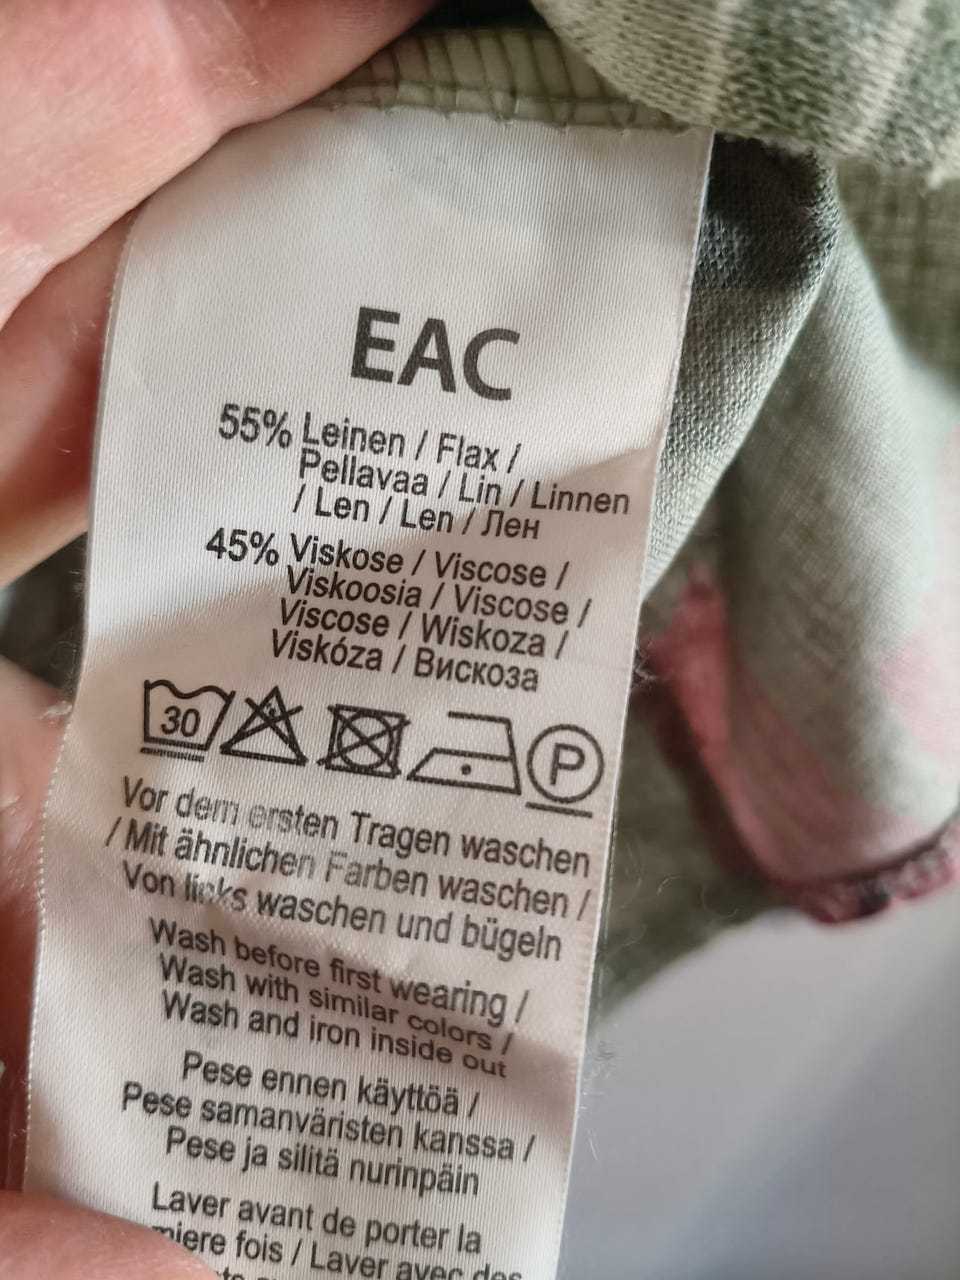 EAC
55% Leinen / Flax /
Pellavaa / Lin / Linnen
/ Len / Len / Лен
45% Viskose / Viscose /
Viskoosia / Viscose /
Viscose / Wiskoza /
Viskóza / Вискоза
30 P
Vor dem ersten Tragen waschen
/ Mit ähnlichen Farben waschen /
Von links waschen und bügeln
Wash before first wearing /
Wash with similar colors /
Wash and iron inside out
Pese ennen käyttöä /
Pese samanväristen kanssa /
Pese ja silitä nurinpäin
Laver avant de porter la
miere fois / Laver avec des